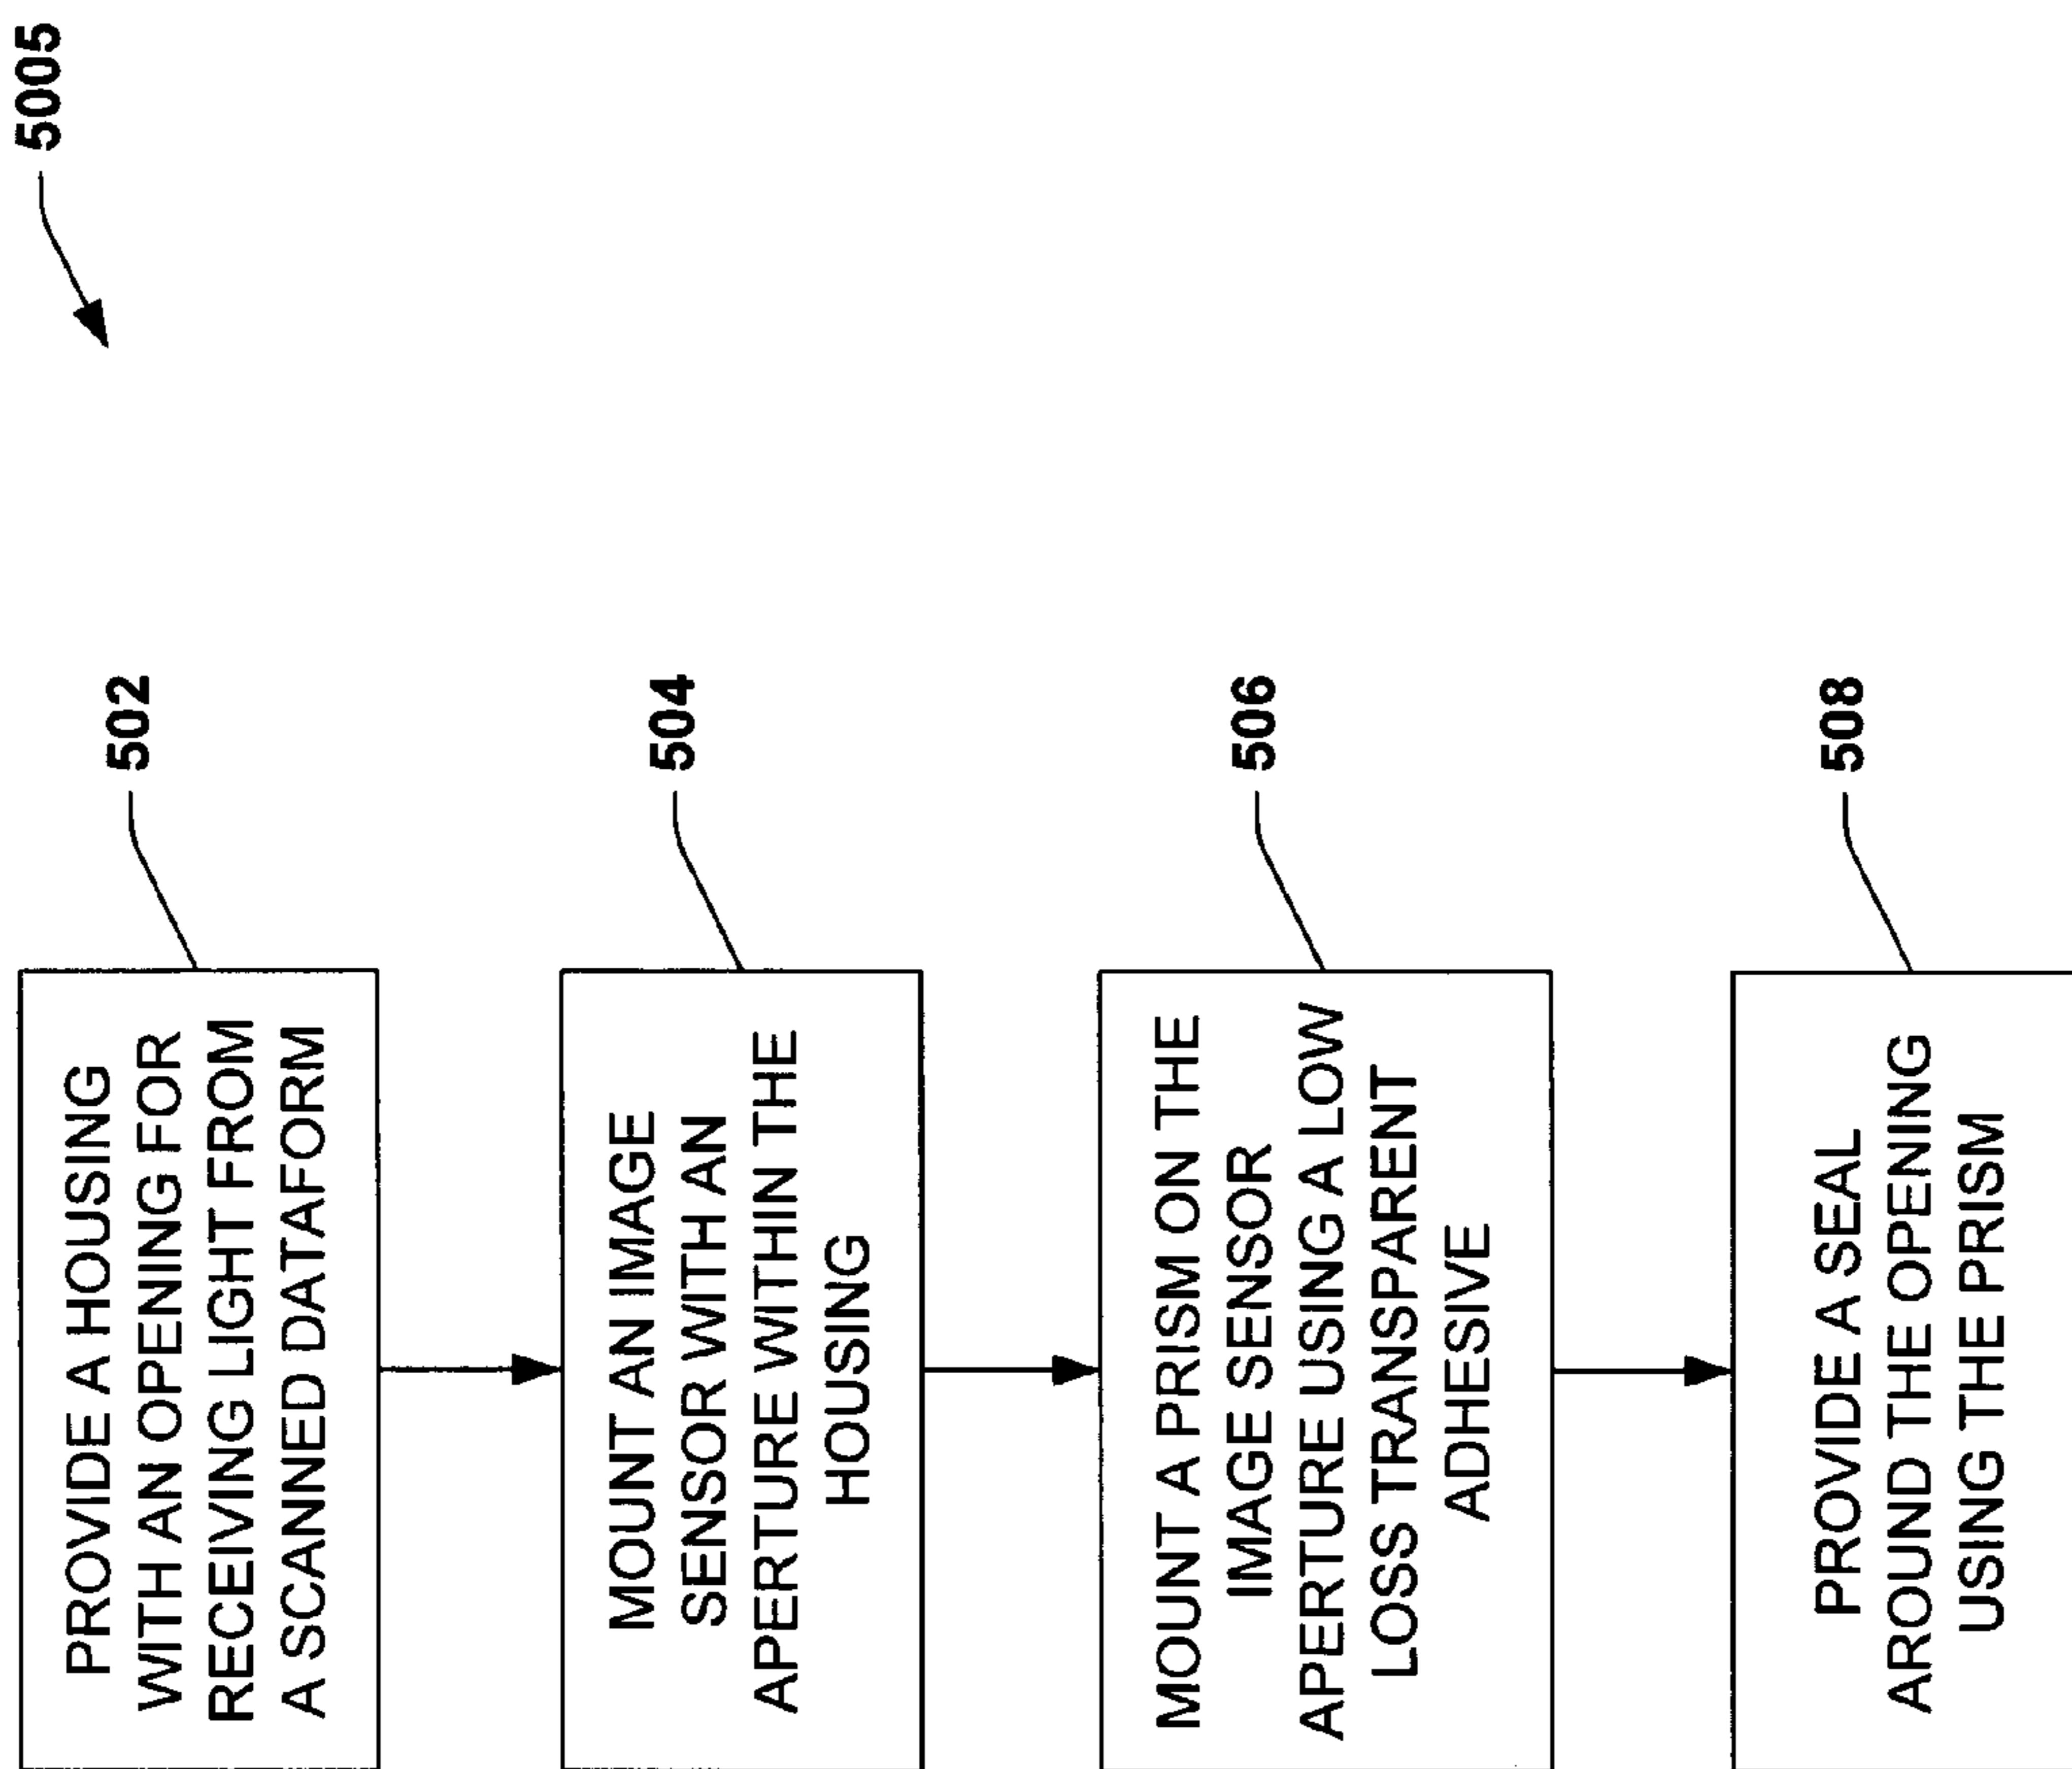 5005
502
PROVIDE A HOUSING
WITH AN OPENING FOR
RECEIVING LIGHT FROM
A SCANNED DATAFORM
504
MOUNT AN IMAGE
SENSOR WITH AN
APERTURE WITHIN THE
HOUSING
506
MOUNT A PRISM ON THE
IMAGE SENSOR
APERTURE USING A LOW
LOSS TRANSPARENT
ADHESIVE
508
PROVIDE A SEAL
AROUND THE OPENING
USING THE PRISM